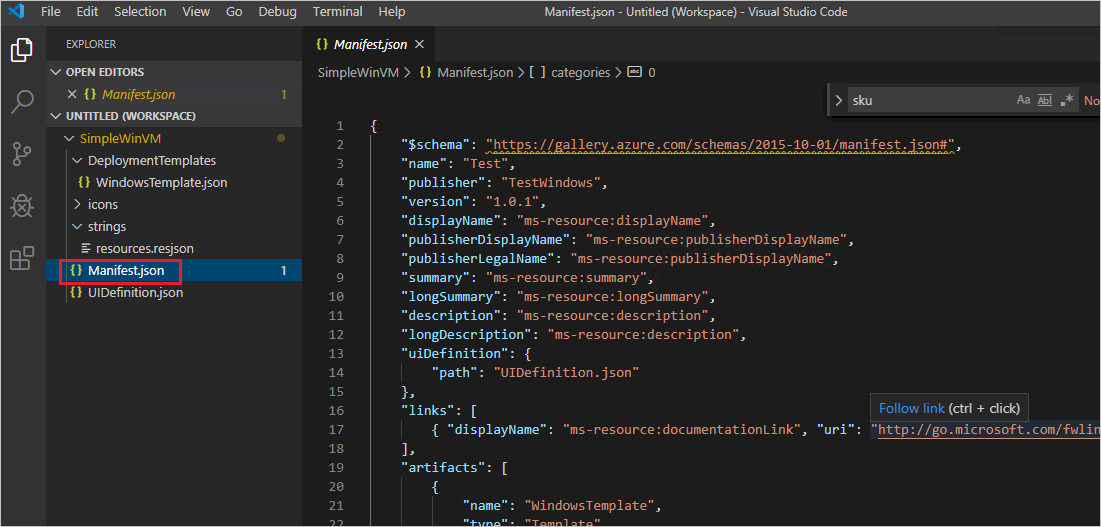 File Edit Selection View Go Debug Terminal Help Manifest.json - Untitled (Workspace) - Visual Studio Code
EXPLORER
OPEN EDITORS
Manifest.json 1
UNTITLED (WORKSPACE)
SimpleWinVM
DeploymentTemplates
{} WindowsTemplate.json
icons
strings
resources.resjson
{} Manifest.json 1
{} UIDefinition.json
{} Manifest.json
SimpleWinVM > {} Manifest.json > [ ] categories > abc 0
sku Aa Abl .* No
1 {
2 "$schema": "https://gallery.azure.com/schemas/2015-10-01/manifest.json#",
3 "name": "Test",
4 "publisher": "TestWindows",
5 "version": "1.0.1",
6 "displayName": "ms-resource:displayName",
7 "publisherDisplayName": "ms-resource:publisherDisplayName",
8 "publisherLegalName": "ms-resource:publisherDisplayName",
9 "summary": "ms-resource:summary",
10 "longSummary": "ms-resource:longSummary",
11 "description": "ms-resource:description",
12 "longDescription": "ms-resource:description",
13 "uiDefinition": {
14 "path": "UIDefinition.json"
15 },
16 "links": [
Follow link (ctrl + click)
17 { "displayName": "ms-resource:documentationLink", "uri": "http://go.microsoft.com/fwlin
18 ],
19 "artifacts": [
20 {
21 "name": "WindowsTemplate",
22 "type": "Template"